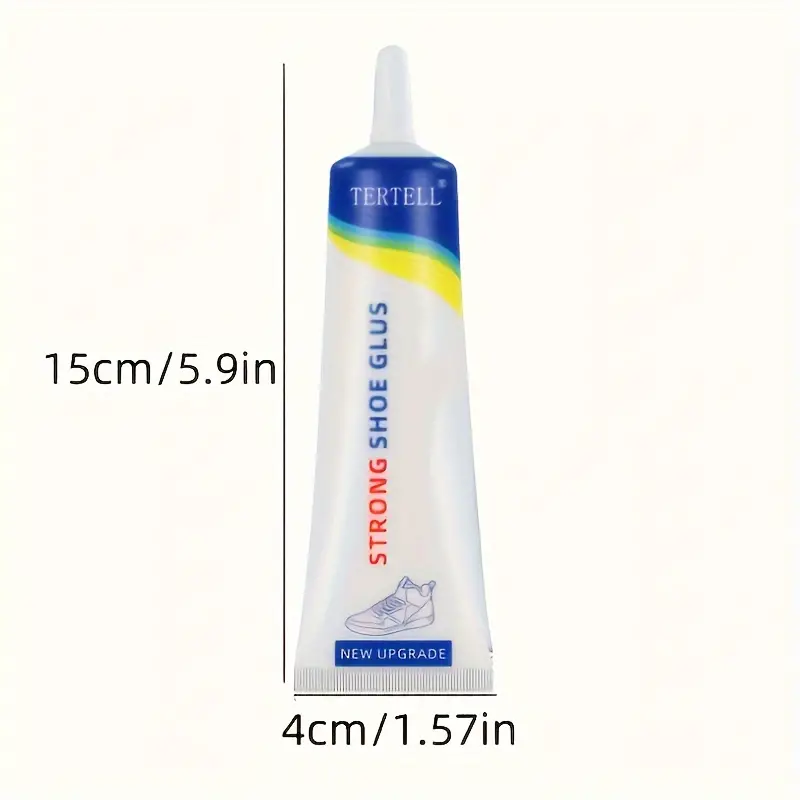 TERTELL®
STRONG SHOE GLUS
15cm/5.9in
NEW UPGRADE
4cm/1.57in